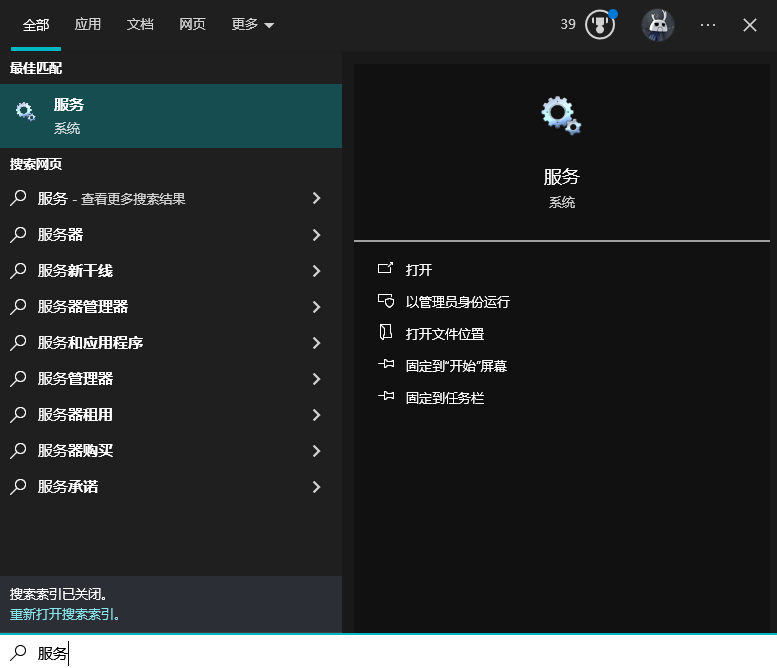 全部 应用 文档 网页 更多 39 ···
最佳匹配
服务
系统
搜索网页
服务 - 查看更多搜索结果
服务器
服务新干线
服务器管理器
服务和应用程序
服务管理器
服务器租用
服务器购买
服务承诺
搜索索引已关闭。
重新打开搜索索引。
服务
服务
系统
打开
以管理员身份运行
打开文件位置
固定到"开始"屏幕
固定到任务栏